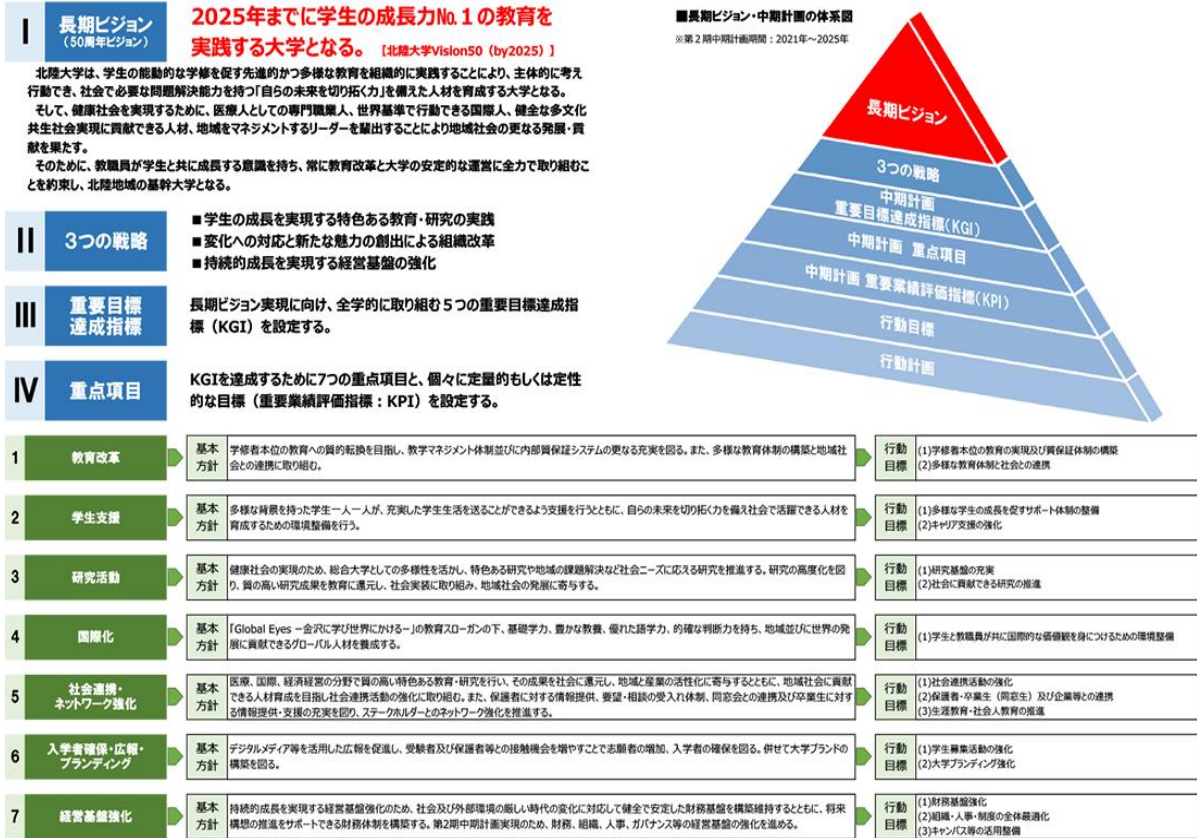 I
長期ビジョン
(50周年ビジョン)
2025年までに学生の成長力No.1の教育を
実践する大学となる。【北陸大学Vision50（by2025）】
北陸大学は、学生の能動的な学修を促す先進的かつ多様な教育を組織的に実践することにより、主体的に考え
行動でき、社会で必要な問題解決能力を持つ「自らの未来を切り拓く力」を備えた人材を育成する大学となる。
そして、健康社会を実現するために、医療人としての専門職業人、世界基準で行動できる国際人、健全な多文化
共生社会実現に貢献できる人材、地域をマネジメントするリーダーを輩出することにより地域社会の更なる発展・貢
献を果たす。
そのために、教職員が学生と共に成長する意識を持ち、常に教育改革と大学の安定的な運営に全力で取り組むこ
とを約束し、北陸地域の基幹大学となる。
II
3つの戦略
■学生の成長を実現する特色ある教育・研究の実践
■変化への対応と新たな魅力の創出による組織改革
■持続的成長を実現する経営基盤の強化
III
重要目標
達成指標
長期ビジョン実現に向け、全学的に取り組む５つの重要目標達成指
標（KGI）を設定する。
IV
重点項目
KGIを達成するために7つの重点項目と、個々に定量的もしくは定性
的な目標（重要業績評価指標：KPI）を設定する。
■長期ビジョン・中期計画の体系図
※第２期中期計画期間：2021年～2025年
長期ビジョン
3つの戦略
中期計画
重要目標達成指標(KGI)
中期計画 重点項目
中期計画 重要業績評価指標(KPI)
行動目標
行動計画
1
教育改革
基本
方針
学修者本位の教育への質的転換を目指し、教学マネジメント体制並びに内部質保証システムの更なる充実を図る。また、多様な教育体制の構築と地域社
会との連携に取り組む。
行動
目標
(1)学修者本位の教育の実現及び質保証体制の構築
(2)多様な教育体制と社会との連携
2
学生支援
基本
方針
多様な背景を持った学生一人一人が、充実した学生生活を送ることができるよう支援を行うとともに、自らの未来を切り拓く力を備え社会で活躍できる人材を
育成するための環境整備を行う。
行動
目標
(1)多様な学生の成長を促すサポート体制の整備
(2)キャリア支援の強化
3
研究活動
基本
方針
健康社会の実現のため、総合大学としての多様性を活かし、特色ある研究や地域の課題解決など社会ニーズに応える研究を推進する。研究の高度化を図
り、質の高い研究成果を教育に還元し、社会実装に取り組み、地域社会の発展に寄与する。
行動
目標
(1)研究基盤の充実
(2)社会に貢献できる研究の推進
4
国際化
基本
方針
「Global Eyes －金沢に学び世界にかける－」の教育スローガンの下、基礎学力、豊かな教養、優れた語学力、的確な判断力を持ち、地域並びに世界の発
展に貢献できるグローバル人材を養成する。
行動
目標
(1)学生と教職員が共に国際的な価値観を身につけるための環境整備
5
社会連携・
ネットワーク強化
基本
方針
医療、国際、経済経営の分野で質の高い特色ある教育・研究を行い、その成果を社会に還元し、地域と産業の活性化に寄与するとともに、地域社会に貢献
できる人材育成を目指し社会連携活動の強化に取り組む。また、保護者に対する情報提供、要望・相談の受入れ体制、同窓会との連携及び卒業生に対す
る情報提供・支援の充実を図り、ステークホルダーとのネットワーク強化を推進する。
行動
目標
(1)社会連携活動の強化
(2)保護者・卒業生（同窓生）及び企業等との連携
(3)生涯教育・社会人教育の推進
6
入学者確保・広報・
ブランディング
基本
方針
デジタルメディア等を活用した広報を促進し、受験者及び保護者等との接触機会を増やすことで志願者の増加、入学者の確保を図る。併せて大学ブランドの
構築を図る。
行動
目標
(1)学生募集活動の強化
(2)大学ブランディング強化
7
経営基盤強化
基本
方針
持続的成長を実現する経営基盤強化のため、社会及び外部環境の厳しい時代の変化に対応して健全で安定した財務基盤を構築維持するとともに、将来
構想の推進をサポートできる財務体制を構築する。第2期中期計画実現のため、財務、組織、人事、ガバナンス等の経営基盤の強化を進める。
行動
目標
(1)財務基盤強化
(2)組織・人事・制度の全体最適化
(3)キャンパス等の活用整備